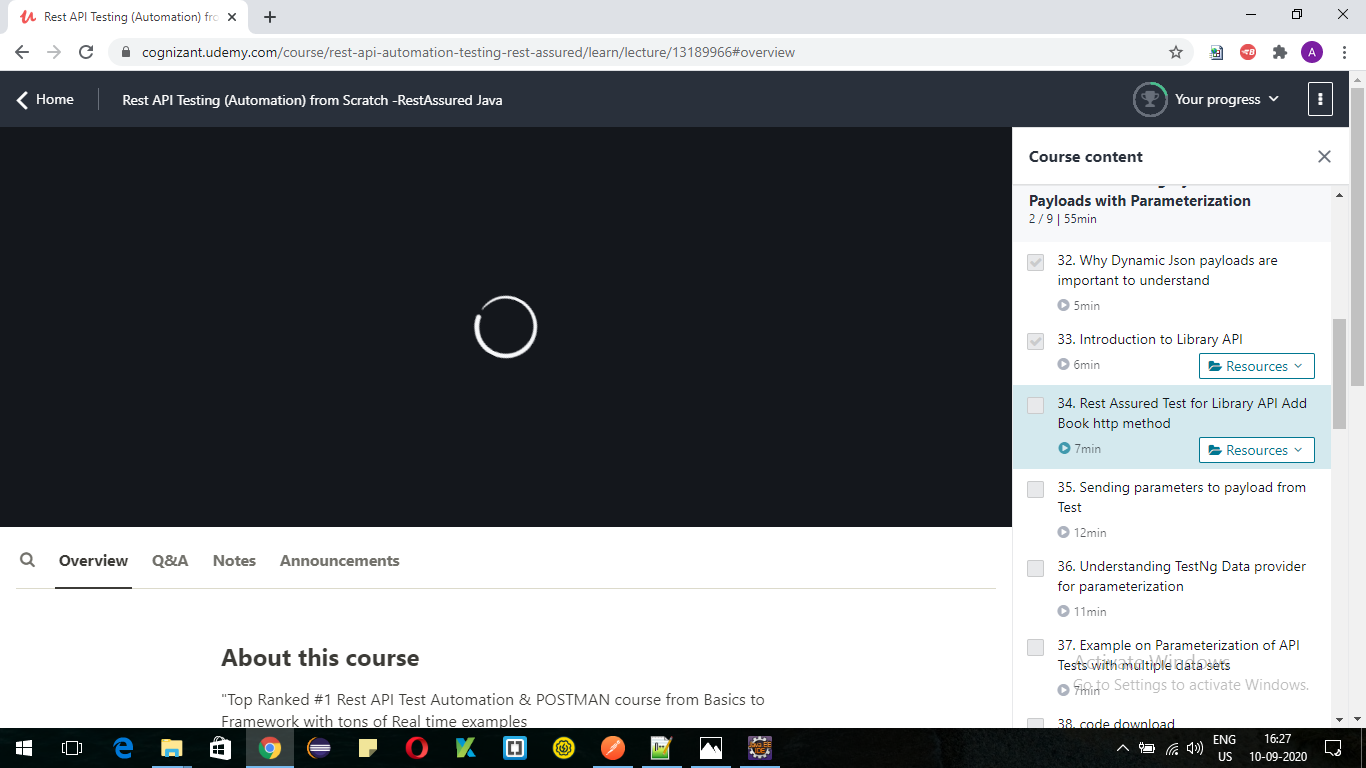 Rest API Testing (Automation) fro
cognizant.udemy.com/course/rest-api-automation-testing-rest-assured/learn/lecture/13189966#overview
A
Home
Rest API Testing (Automation) from Scratch -RestAssured Java
Your progress
Course content
Payloads with Parameterization
2 / 9 | 55min
32. Why Dynamic Json payloads are
important to understand
5min
33. Introduction to Library API
6min
Resources
34. Rest Assured Test for Library API Add
Book http method
7min
Resources
35. Sending parameters to payload from
Test
12min
36. Understanding TestNg Data provider
for parameterization
11min
37. Example on Parameterization of API
Tests with multiple data sets
7min
38. code download
Activate Windows
Go to Settings to activate Windows.
Overview
Q&A
Notes
Announcements
About this course
"Top Ranked #1 Rest API Test Automation & POSTMAN course from Basics to
Framework with tons of Real time examples
ENG
US
16:27
10-09-2020